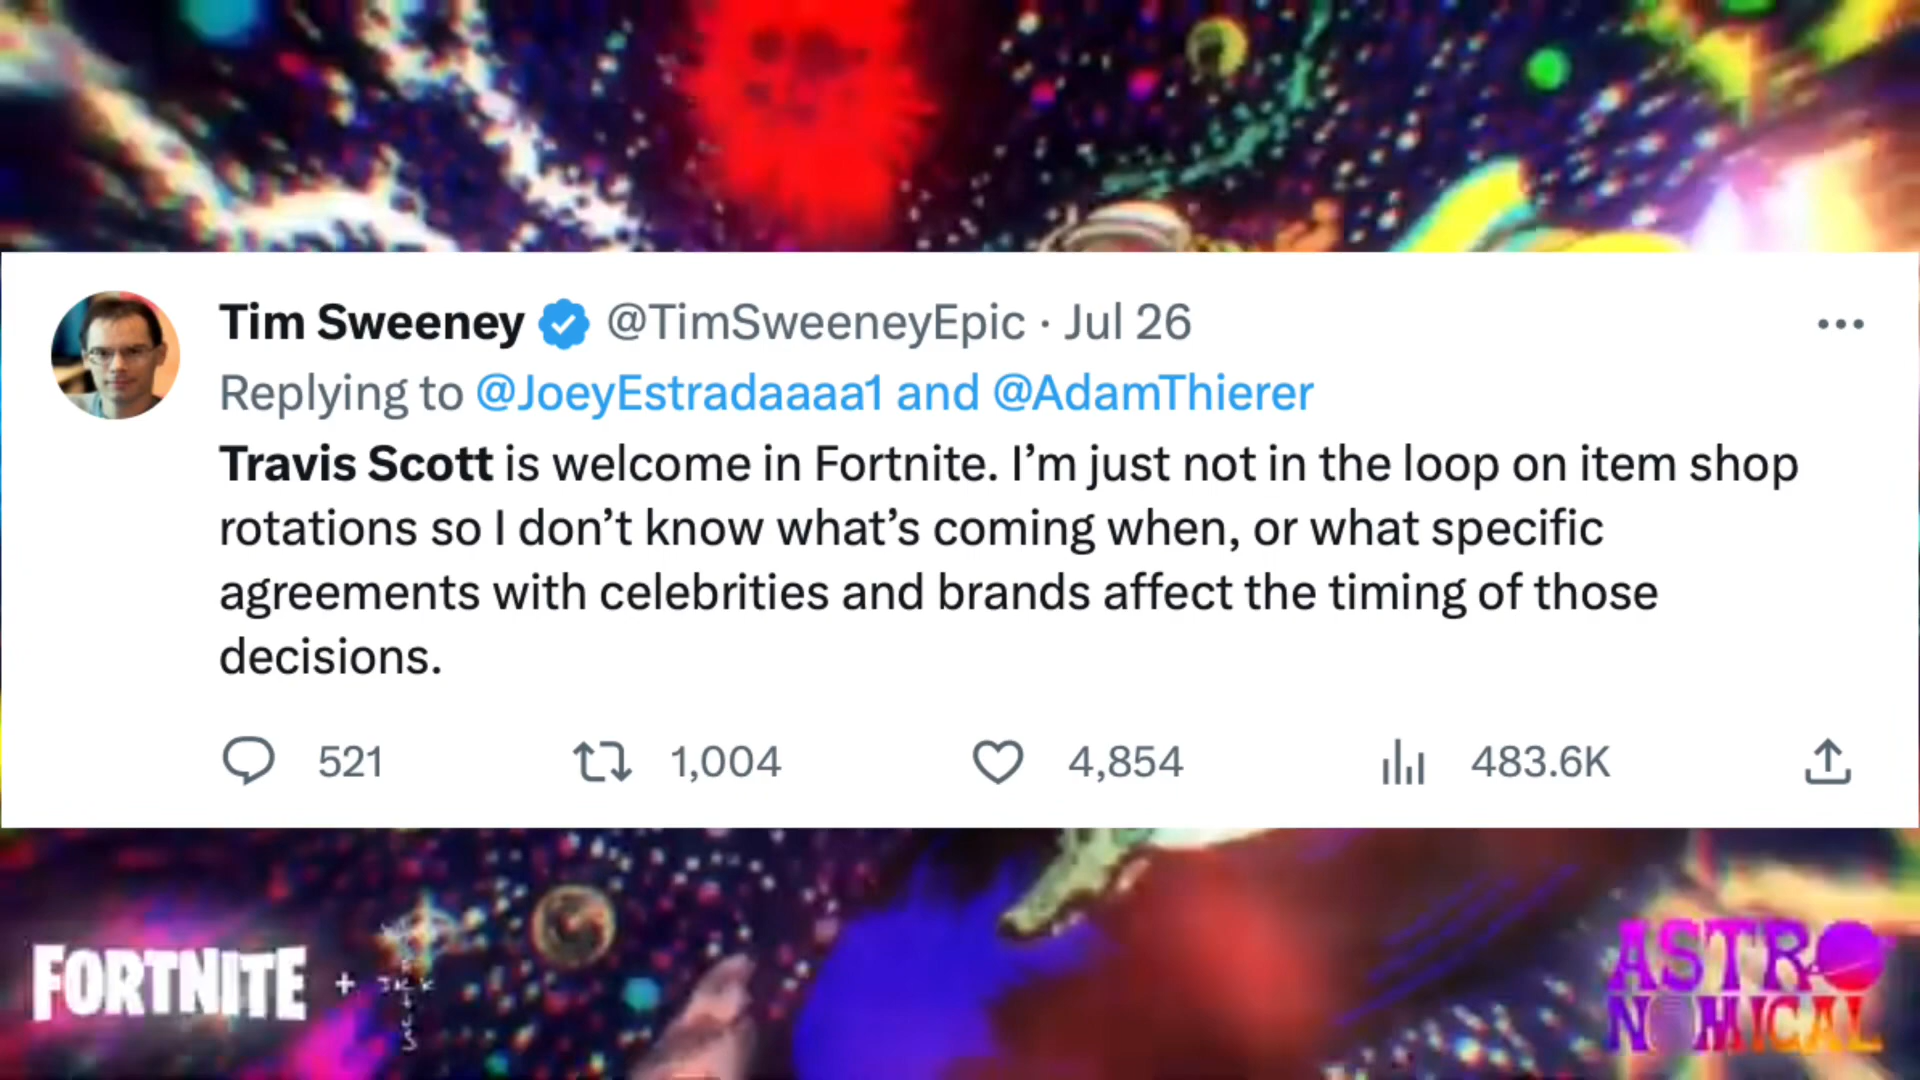 Tim Sweeney @TimSweeneyEpic · Jul 26
Replying to @JoeyEstradaaaa1 and @AdamThierer
Travis Scott is welcome in Fortnite. I’m just not in the loop on item shop
rotations so I don’t know what’s coming when, or what specific
agreements with celebrities and brands affect the timing of those
decisions.
521 1,004 4,854 483.6K
FORTNITE +
ASTRO
NOMICAL